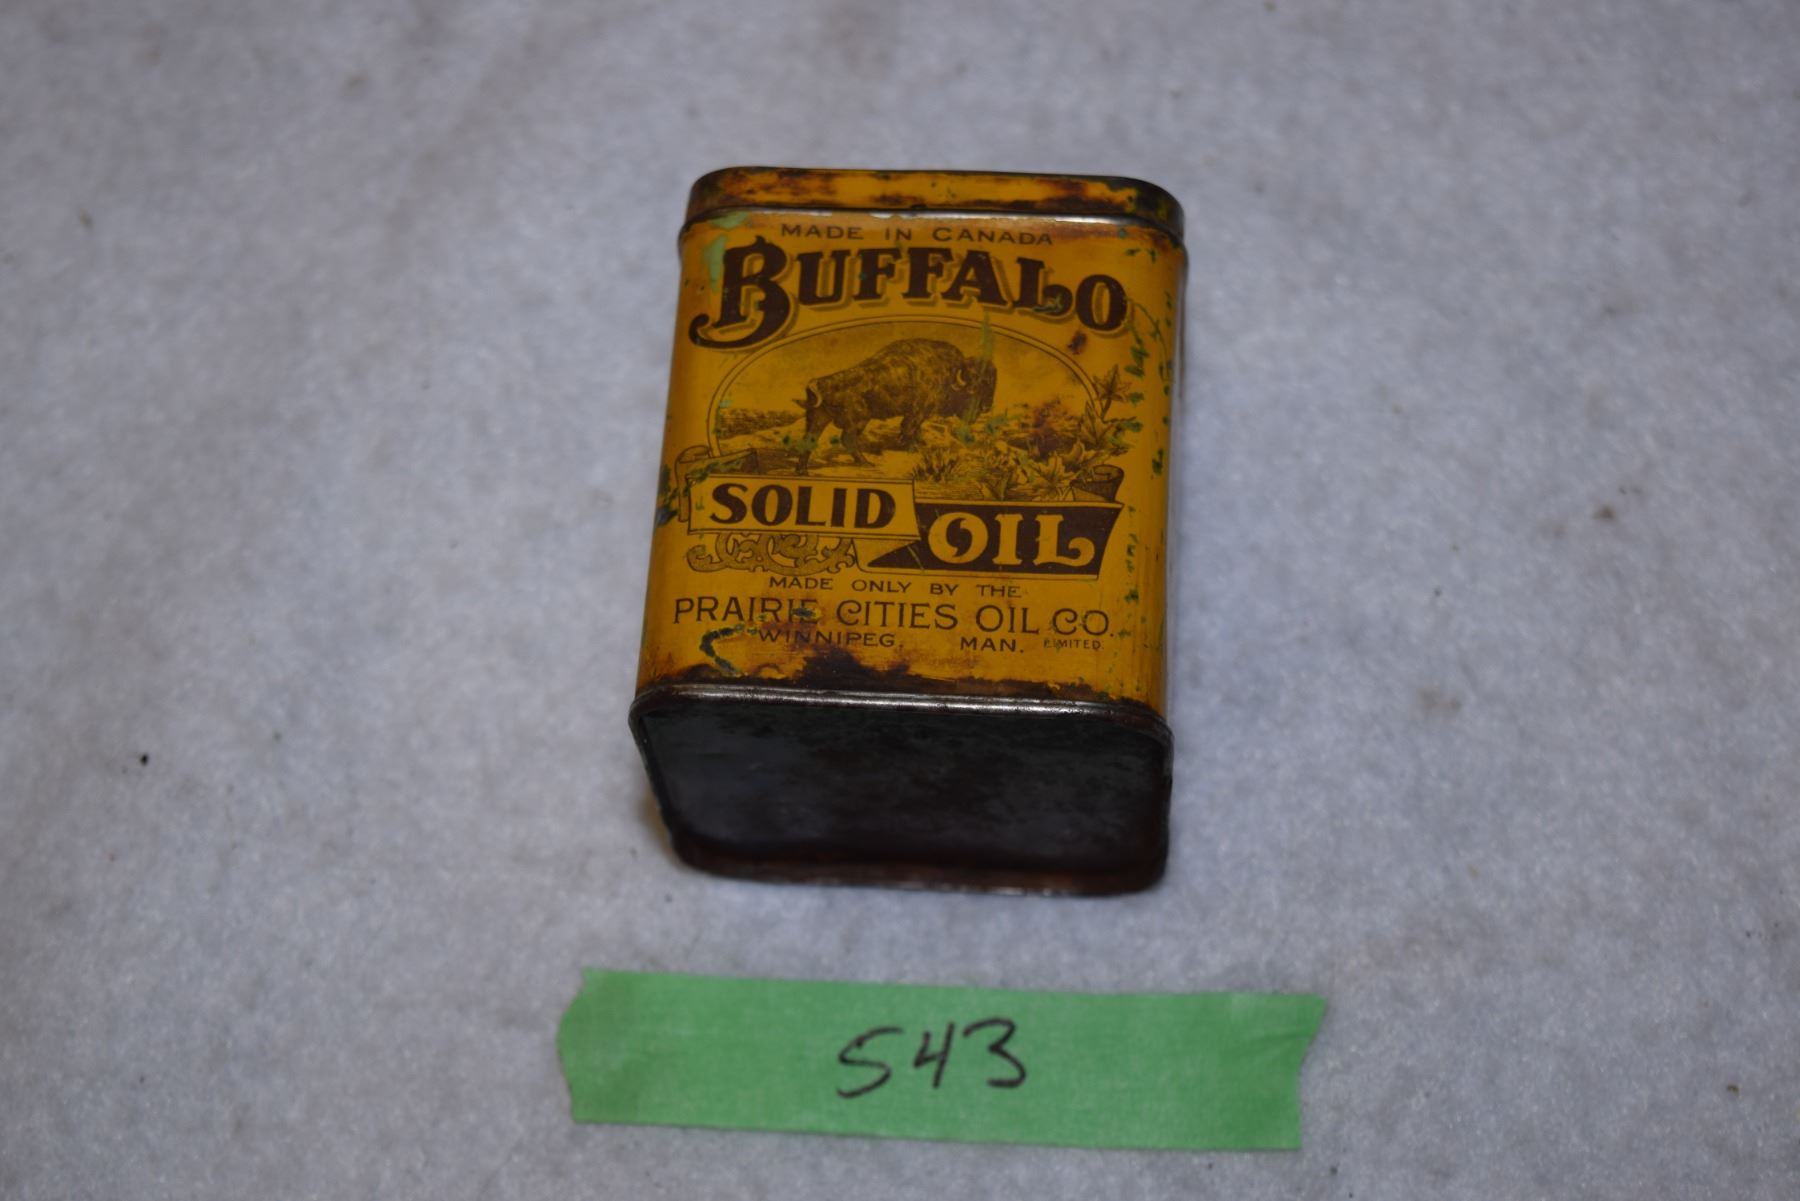 MADE IN CANADA
BUFFALO
SOLID OIL
MADE ONLY BY THE
PRAIRIE CITIES OIL CO.
WINNIPEG, MAN. LIMITED.
543